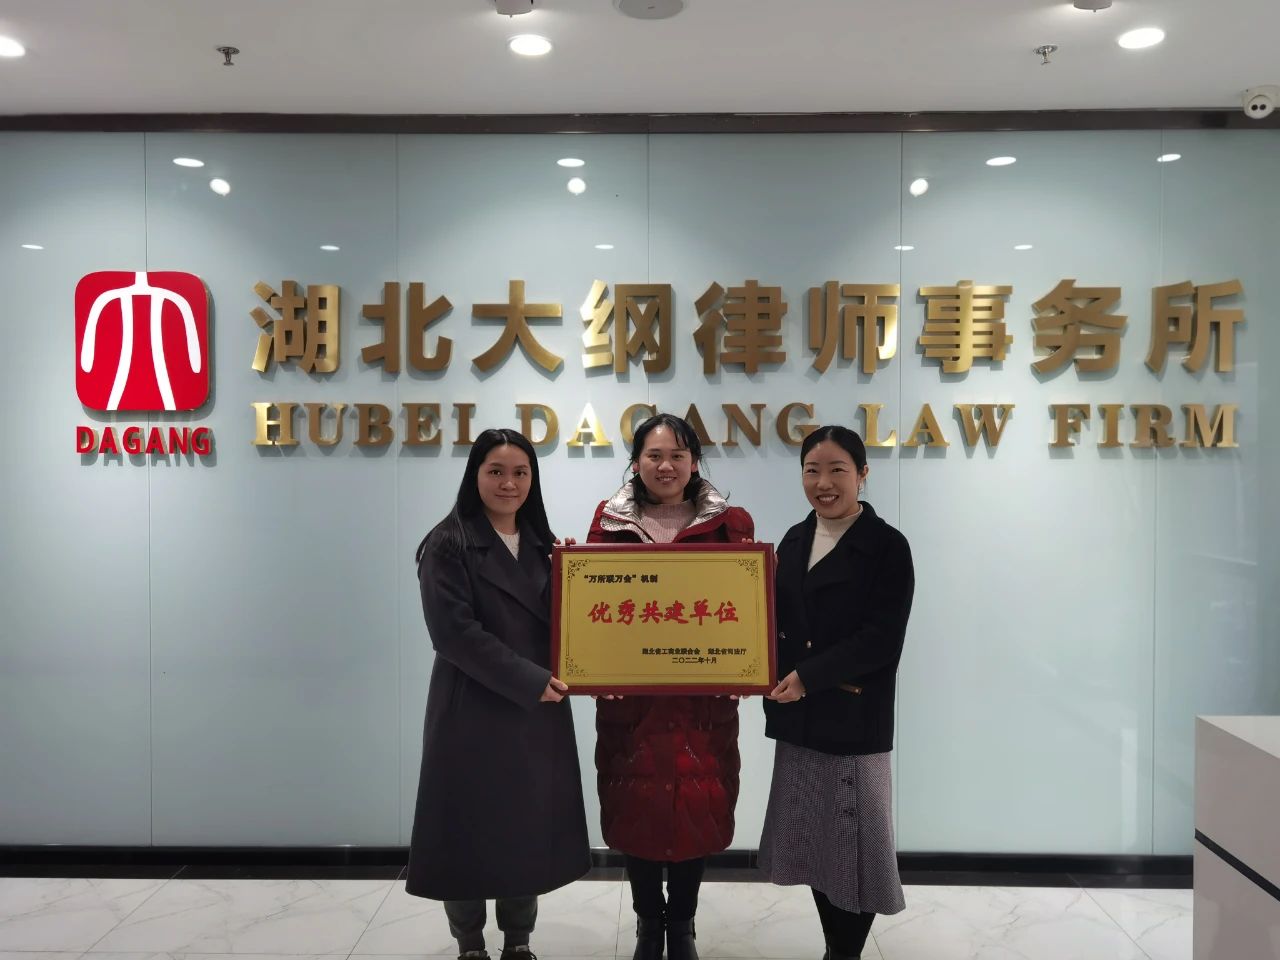 湖北大纲律师事务所
HUBEI DAGANG LAW FIRM
DAGANG
“万所联万会”机制
优秀共建单位
湖北省工商业联合会 湖北省司法厅
二〇二二年十月